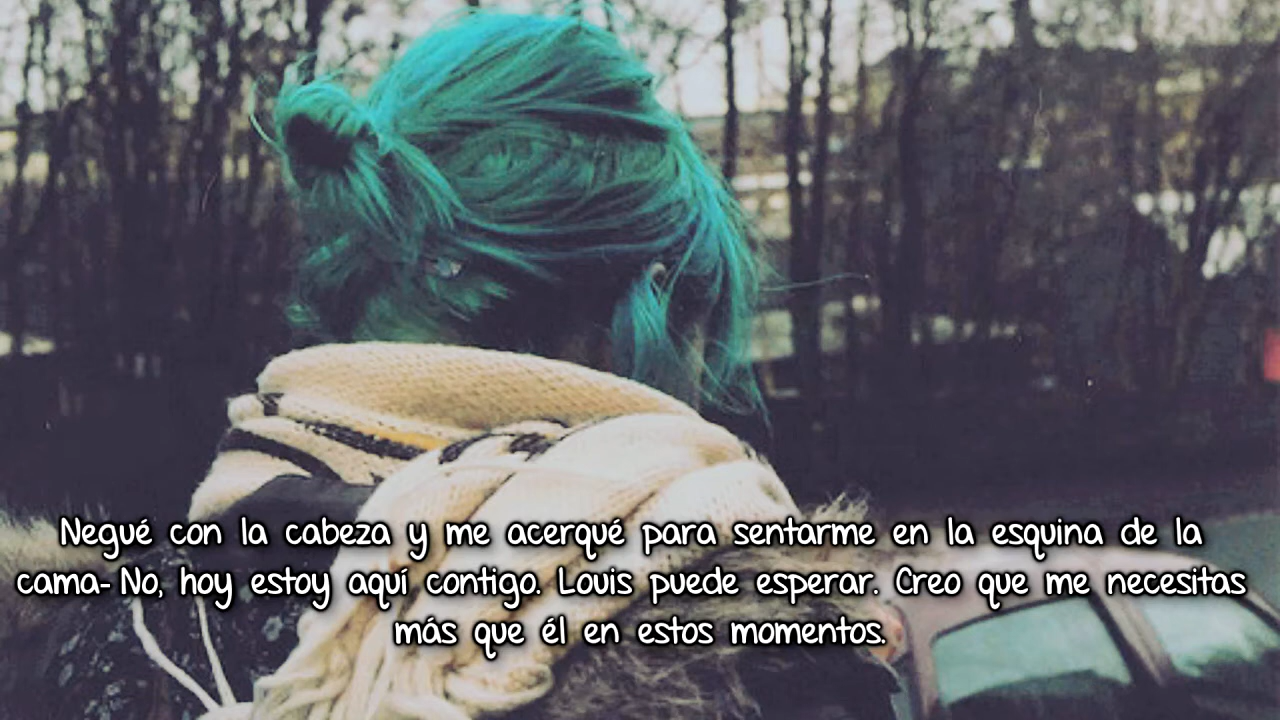 Negué con la cabeza y me acerqué para sentarme en la esquina de la
cama- No, hoy estoy aquí contigo. Louis puede esperar. Creo que me necesitas
más que él en estos momentos.